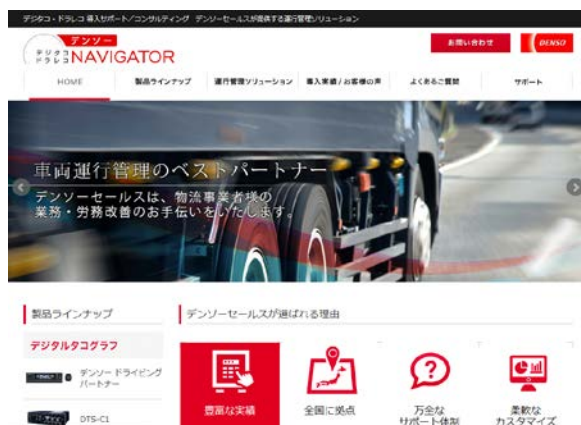 デジタコ・ドラレコ 導入サポート／コンサルティング デンソーセールスが提供する運行管理ソリューション
デンソー
デジタコ
ドラレコ NAVIGATOR
お問い合わせ
DENSO
HOME 製品ラインナップ 運行管理ソリューション 導入実績/お客様の声 よくあるご質問 サポート
車両運行管理のベストパートナー
デンソーセールスは、物流事業者様の
業務・労務改善のお手伝いをいたします。
製品ラインナップ
デンソーセールスが選ばれる理由
デジタルタコグラフ
デンソー ドライビング
パートナー
DTS-C1
豊富な実績
全国に拠点
万全な
サポート体制
柔軟な
カスタマイズ